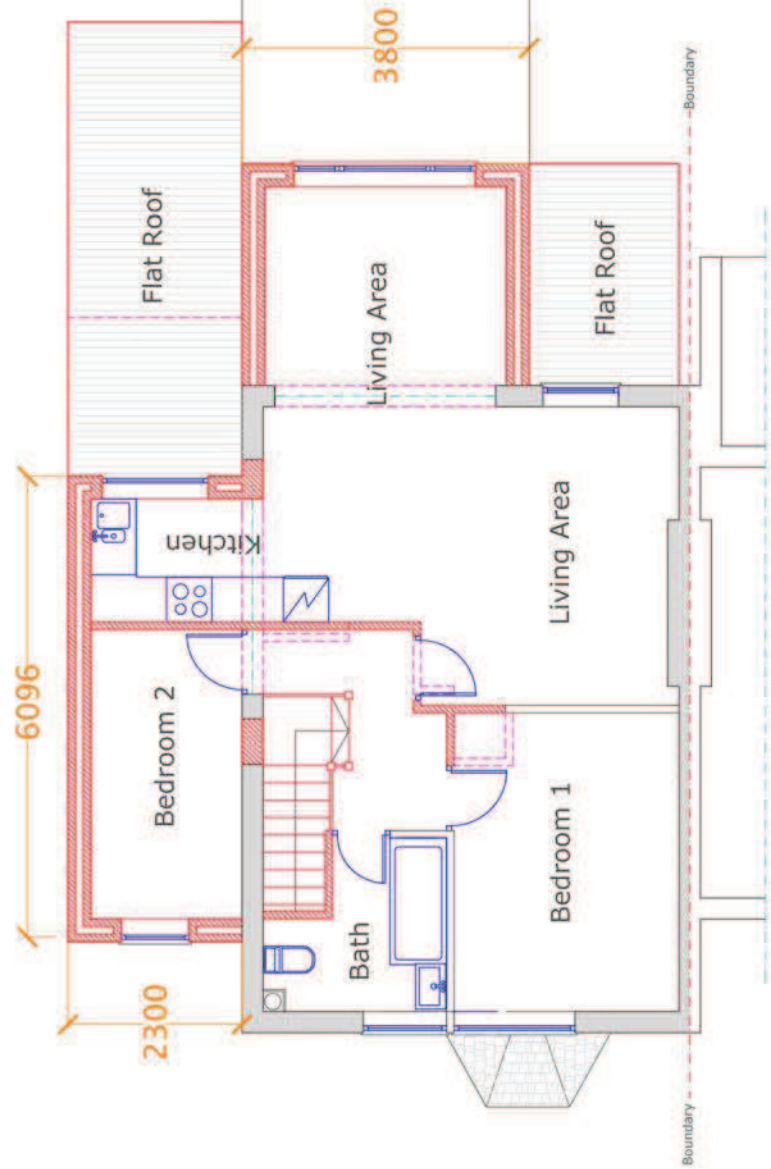 3800
Flat Roof
Boundary
Living Area
Flat Roof
6096
Kitchen
Living Area
Bedroom 2
Bedroom 1
Bath
2300
Boundary